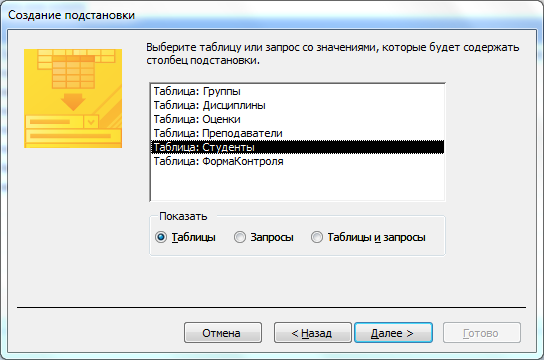 Создание подстановки
Выберите таблицу или запрос со значениями, которые будет содержать
столбец подстановки.
Таблица: Группы
Таблица: Дисциплины
Таблица: Оценки
Таблица: Преподаватели
Таблица: Студенты
Таблица: ФормаКонтроля
Показать
Таблицы Запросы Таблицы и запросы
Отмена < Назад Далее > Готово